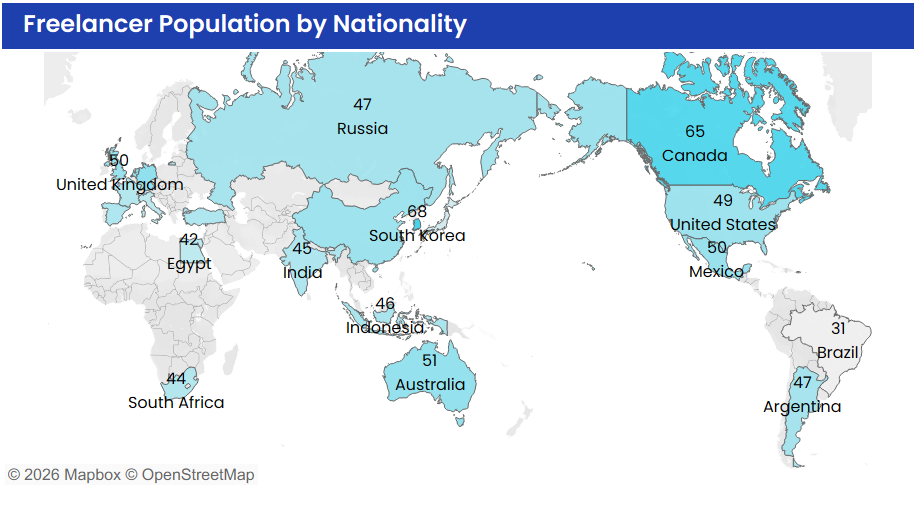 Freelancer Population by Nationality
47
Russia
65
Canada
50
United Kingdom
49
United States
68
South Korea
42
Egypt
45
India
50
Mexico
46
Indonesia
31
Brazil
51
Australia
44
South Africa
47
Argentina
© 2026 Mapbox © OpenStreetMap